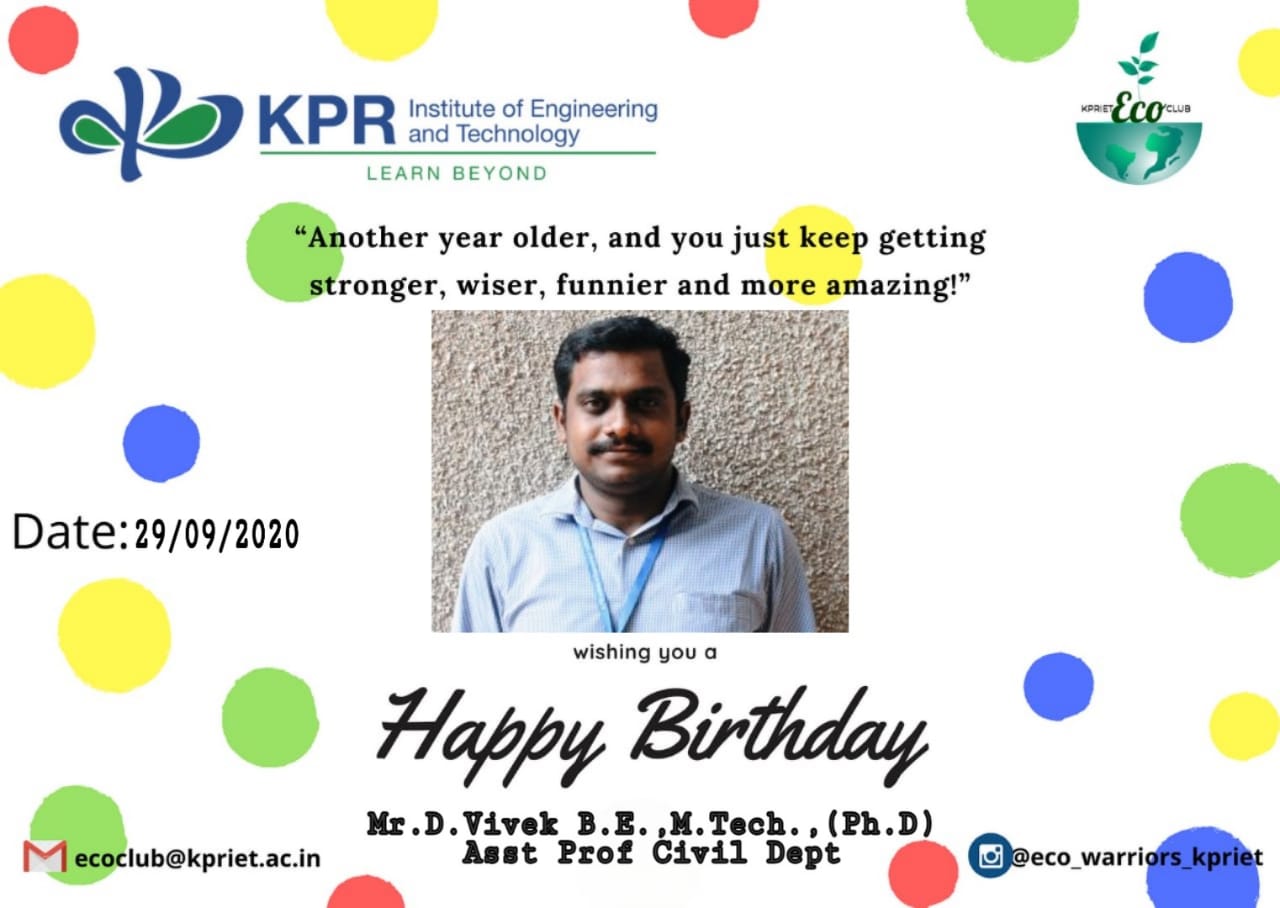 KPR Institute of Engineering
and Technology
LEARN BEYOND
KPRIET Eco CLUB
“Another year older, and you just keep getting
stronger, wiser, funnier and more amazing!”
Date:29/09/2020
wishing you a
Happy Birthday
Mr.D.Vivek B.E.,M.Tech.,(Ph.D)
Asst Prof Civil Dept
ecoclub@kpriet.ac.in
@eco_warriors_kpriet